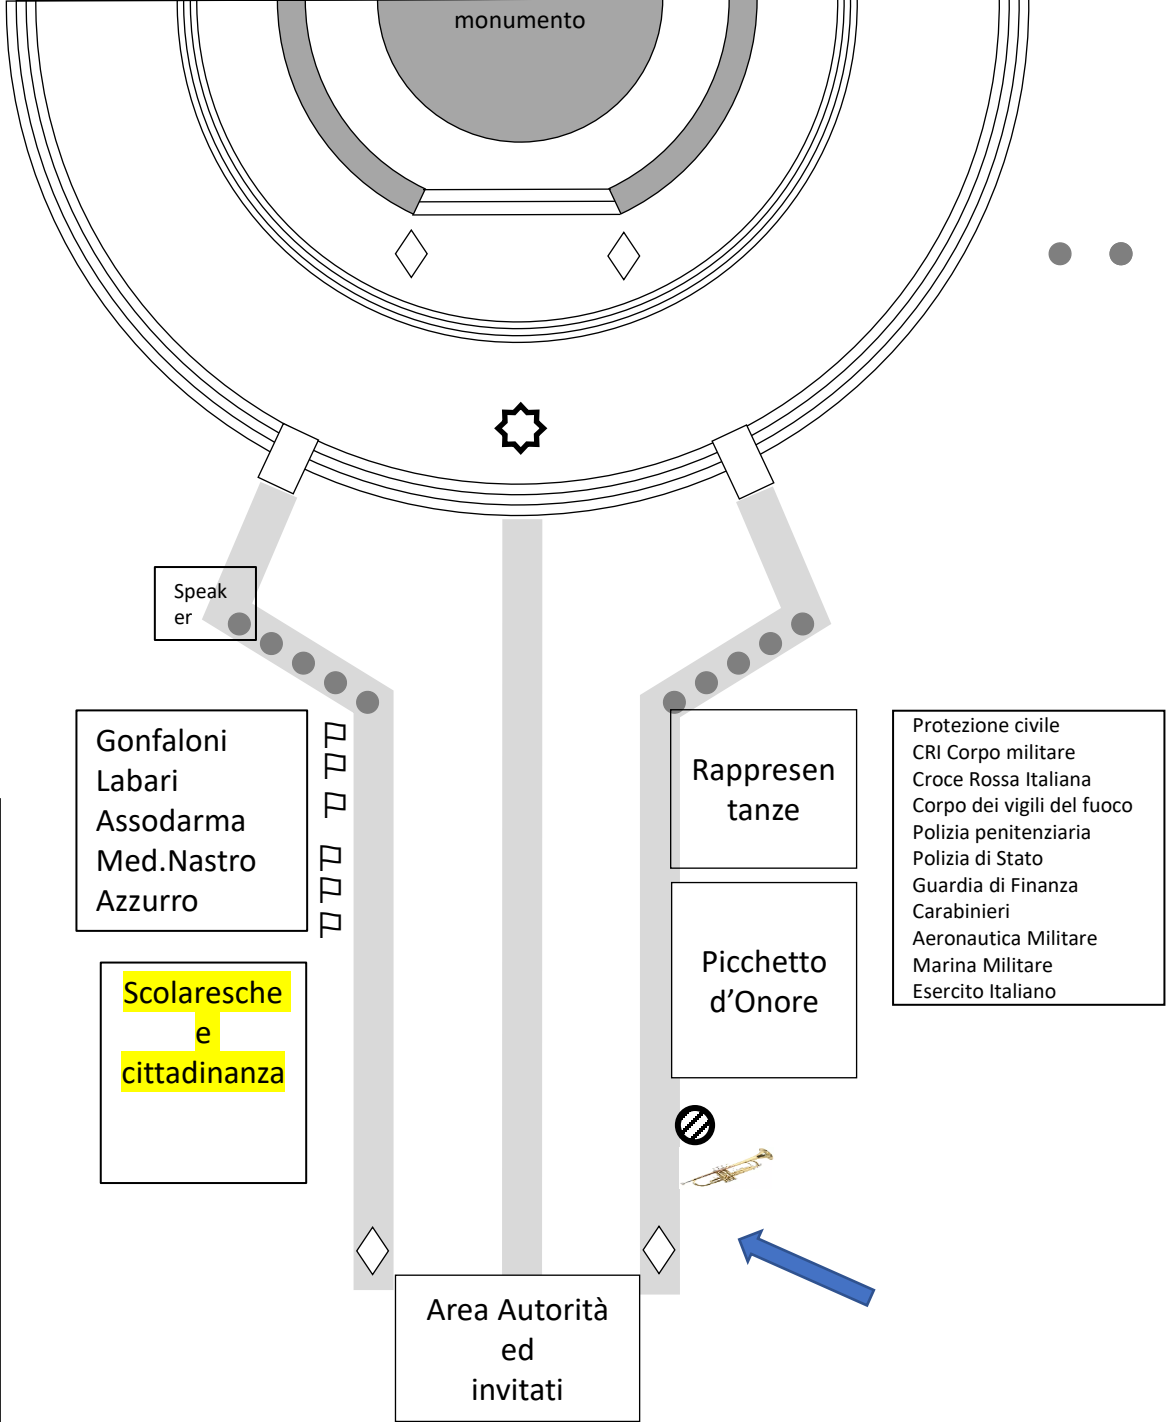 monumento
Speak
er
Gonfaloni
Labari
Assodarma
Med.Nastro
Azzurro
Rappresen
tanze
Protezione civile
CRI Corpo militare
Croce Rossa Italiana
Corpo dei vigili del fuoco
Polizia penitenziaria
Polizia di Stato
Guardia di Finanza
Carabinieri
Aeronautica Militare
Marina Militare
Esercito Italiano
Picchetto
d’Onore
Scolaresche
e
cittadinanza
Area Autorità
ed
invitati